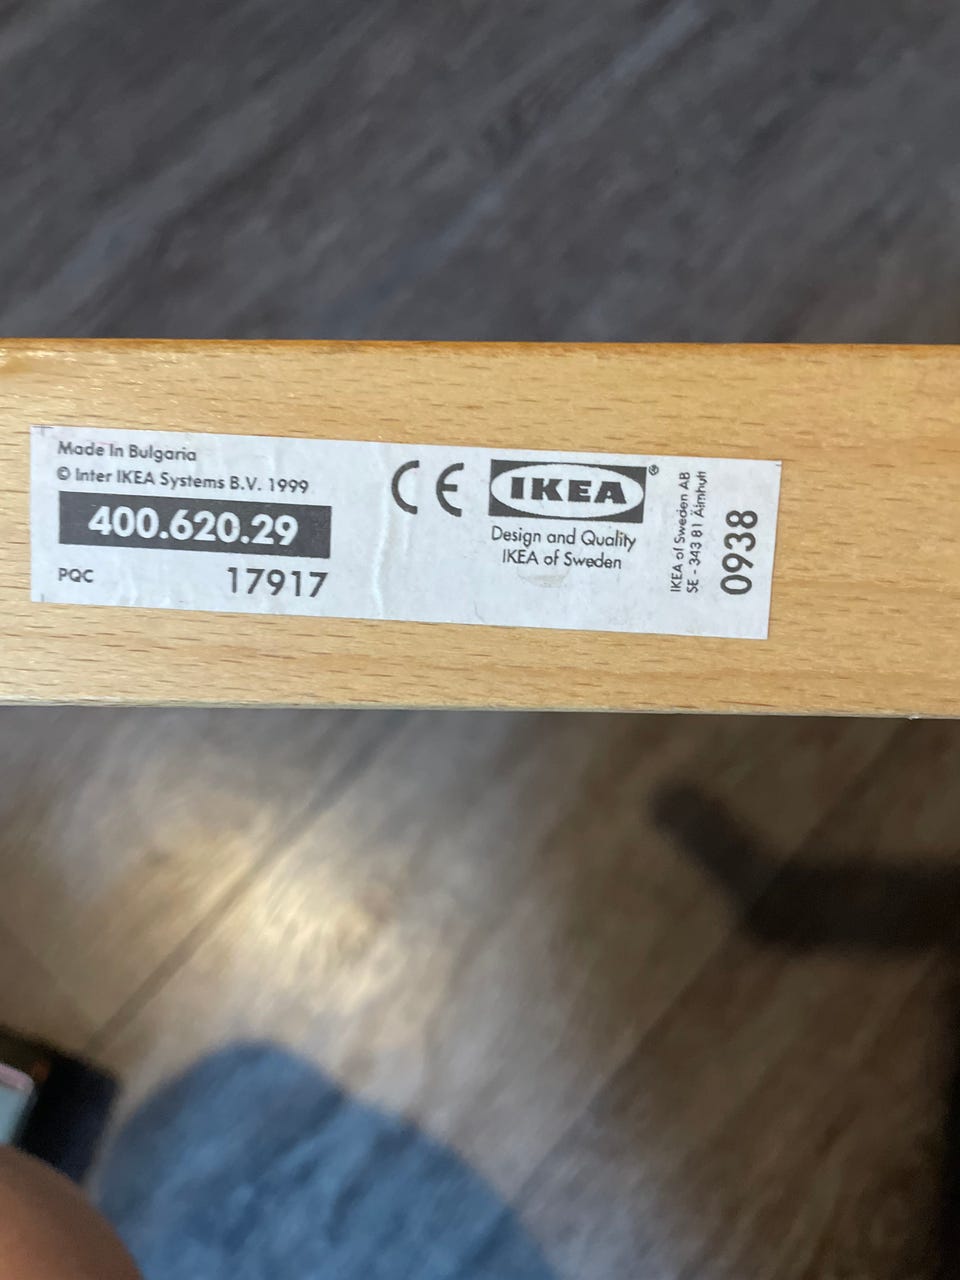 Made In Bulgaria
© Inter IKEA Systems B.V. 1999
400.620.29
PQC 17917
CE
IKEA®
Design and Quality
IKEA of Sweden
IKEA of Sweden AB
SE - 343 81 Älmhult
0938